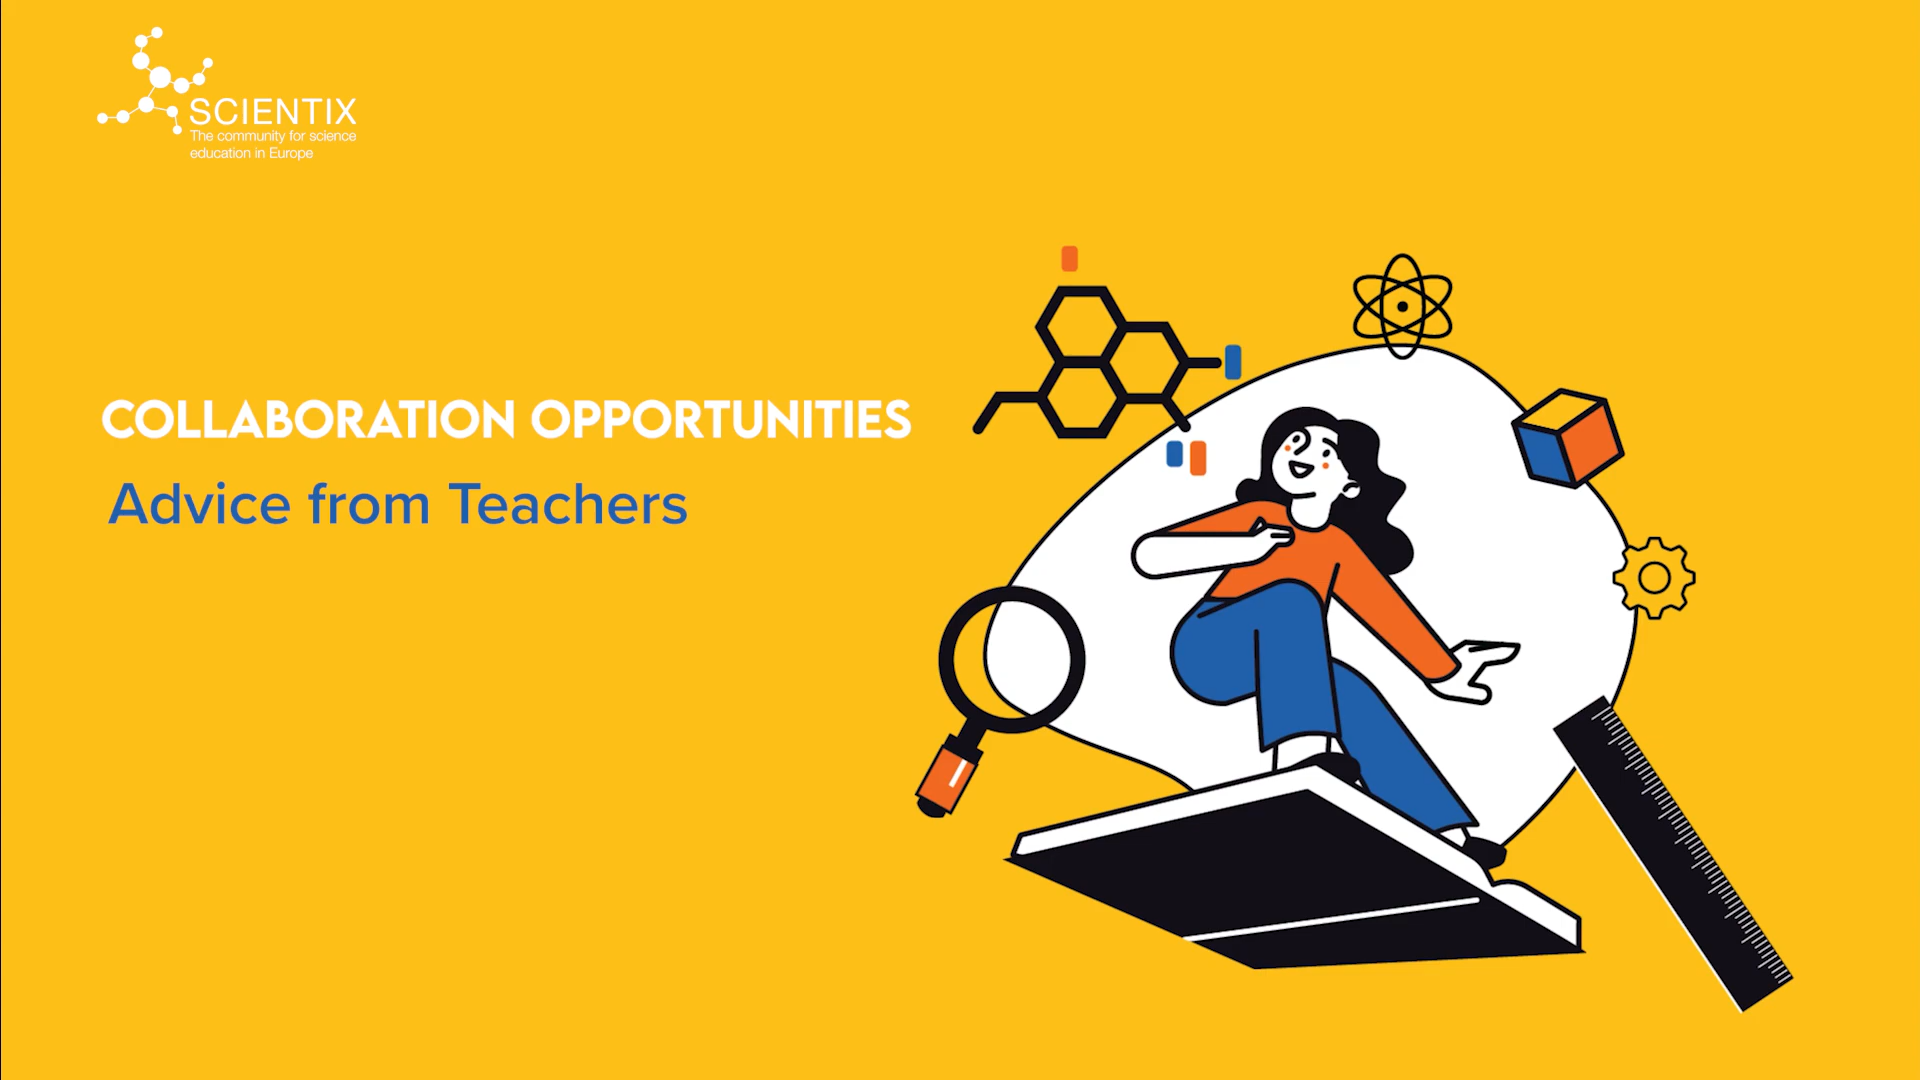 SCIENTIX
The community for science
education in Europe
COLLABORATION OPPORTUNITIES
Advice from Teachers